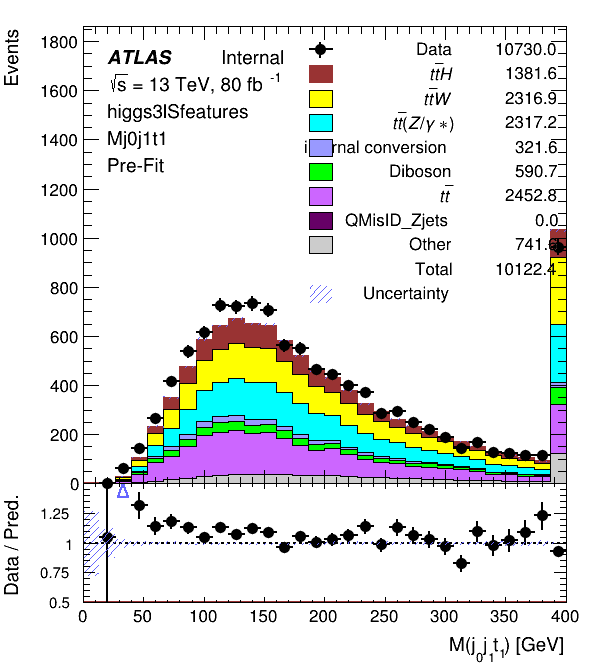 Events
1800
1600
1400
1200
1000
800
600
400
200
0
ATLAS Internal
√s = 13 TeV, 80 fb -1
higgs3lSfeatures
Mj0j1t1
Pre-Fit
Data 10730.0
tt̅H 1381.6
tt̅W 2316.9
tt̅(Z/γ*) 2317.2
rnal conversion 321.6
Diboson 590.7
tt̅ 2452.8
QMisID_Zjets 0.0
Other 741.
Total 10122.4
Uncertainty
Data / Pred.
1.25
1
0.75
0.5
0 50 100 150 200 250 300 350 400
M(j₀j₁t₁) [GeV]